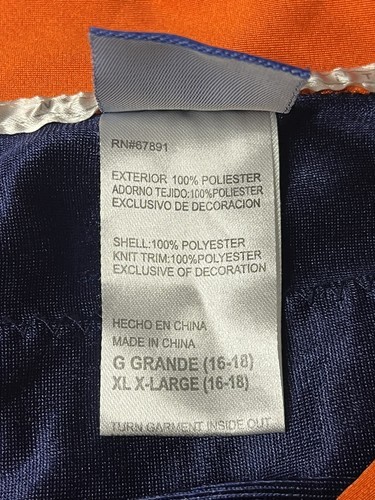 RN#67891
EXTERIOR 100% POLIESTER
ADORNO TEJIDO:100%POLIESTER
EXCLUSIVO DE DECORACION
SHELL:100% POLYESTER
KNIT TRIM:100%POLYESTER
EXCLUSIVE OF DECORATION
HECHO EN CHINA
MADE IN CHINA
G GRANDE (16-18)
XL X-LARGE (16-18)
TURN GARMENT INSIDE OUT